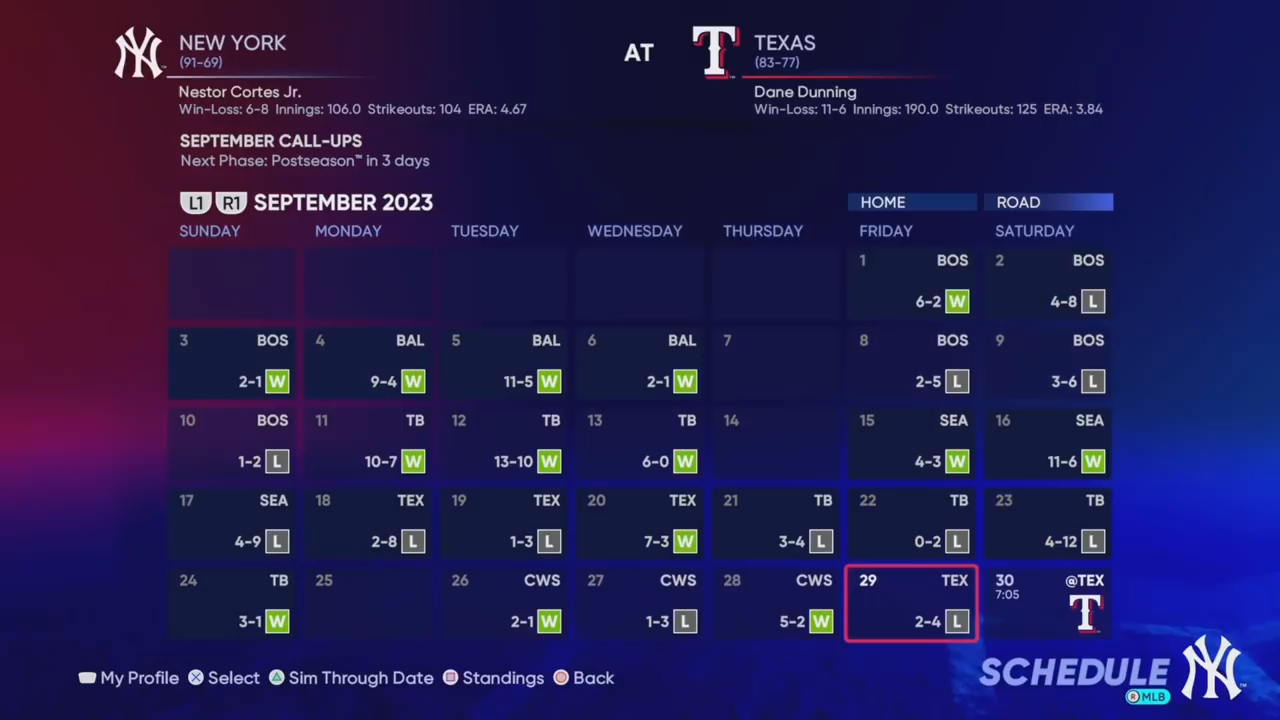 NEW YORK
(91-69)
AT
TEXAS
(83-77)
Nestor Cortes Jr.
Win-Loss: 6-8 Innings: 106.0 Strikeouts: 104 ERA: 4.67
Dane Dunning
Win-Loss: 11-6 Innings: 190.0 Strikeouts: 125 ERA: 3.84
SEPTEMBER CALL-UPS
Next Phase: Postseason™ in 3 days
L1 R1 SEPTEMBER 2023
HOME ROAD
SUNDAY MONDAY TUESDAY WEDNESDAY THURSDAY FRIDAY SATURDAY
1 BOS 2 BOS
6-2 W 4-8 L
3 BOS 4 BAL 5 BAL 6 BAL 7 8 BOS 9 BOS
2-1 W 9-4 W 11-5 W 2-1 W 2-5 L 3-6 L
10 BOS 11 TB 12 TB 13 TB 14 15 SEA 16 SEA
1-2 L 10-7 W 13-10 W 6-0 W 4-3 W 11-6 W
17 SEA 18 TEX 19 TEX 20 TEX 21 TB 22 TB 23 TB
4-9 L 2-8 L 1-3 L 7-3 W 3-4 L 0-2 L 4-12 L
24 TB 25 26 CWS 27 CWS 28 CWS 29 TEX 30 @TEX
7:05
3-1 W 2-1 W 1-3 L 5-2 W 2-4 L T
My Profile Select Sim Through Date Standings Back
SCHEDULE
R MLB